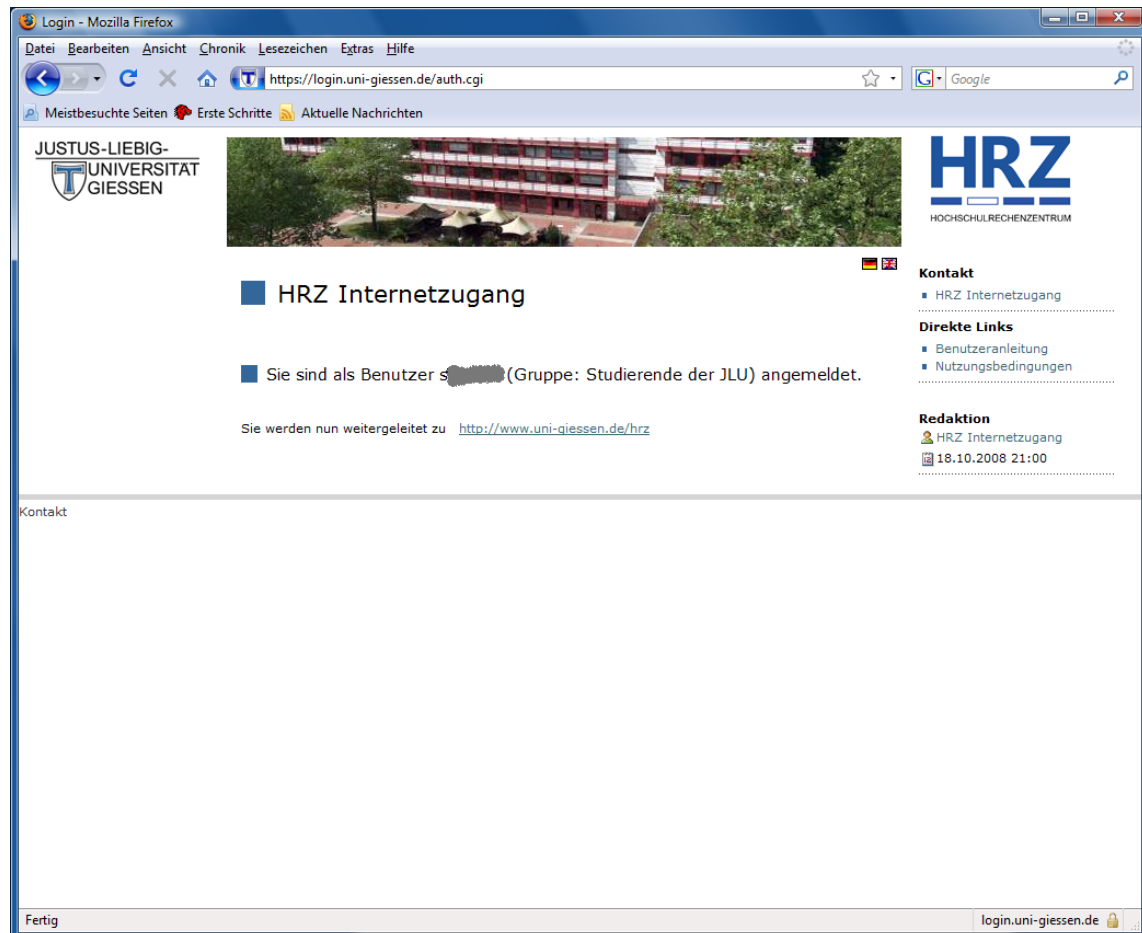 Login - Mozilla Firefox
Datei Bearbeiten Ansicht Chronik Lesezeichen Extras Hilfe
https://login.uni-giessen.de/auth.cgi
G Google
Meistbesuchte Seiten Erste Schritte Aktuelle Nachrichten
JUSTUS-LIEBIG-
UNIVERSITÄT
GIESSEN
HRZ
HOCHSCHULRECHENZENTRUM
HRZ Internetzugang
Sie sind als Benutzer s (Gruppe: Studierende der JLU) angemeldet.
Sie werden nun weitergeleitet zu http://www.uni-giessen.de/hrz
Kontakt
HRZ Internetzugang
Direkte Links
Benutzeranleitung
Nutzungsbedingungen
Redaktion
HRZ Internetzugang
18.10.2008 21:00
Kontakt
Fertig
login.uni-giessen.de